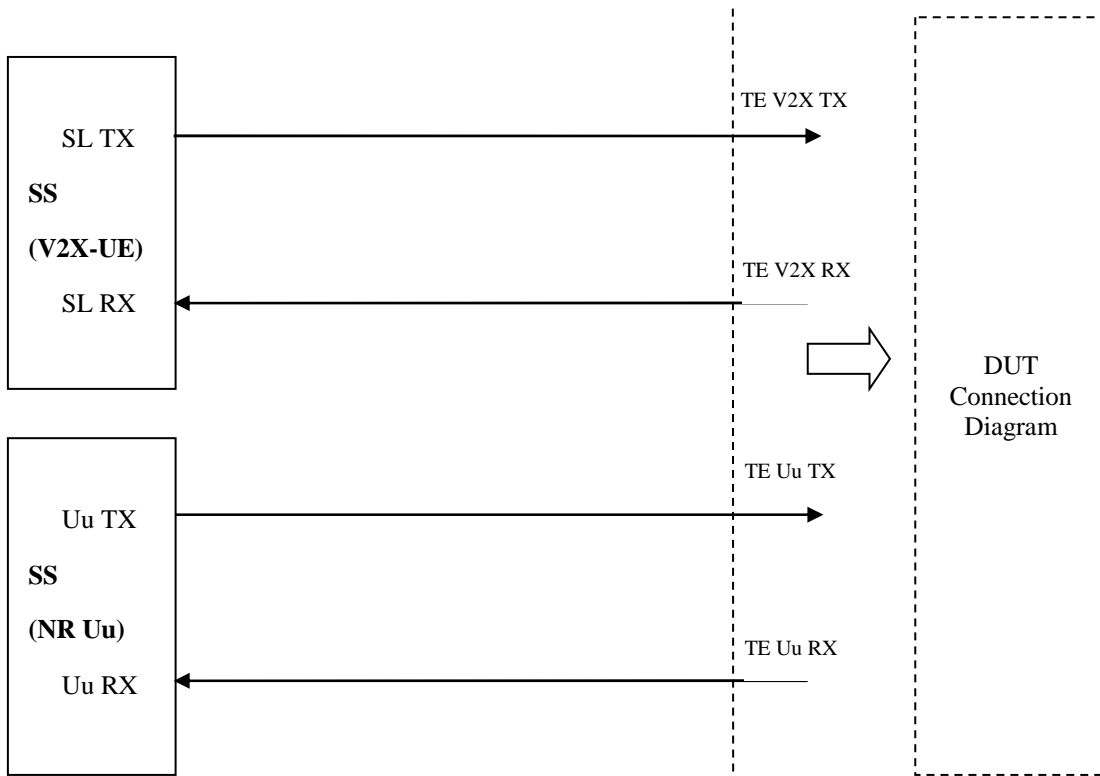 TE V2X TX
SL TX
SS
(V2X-UE)
TE V2X RX
SL RX
DUT
Connection
Diagram
TE Uu TX
Uu TX
SS
(NR Uu)
TE Uu RX
Uu RX